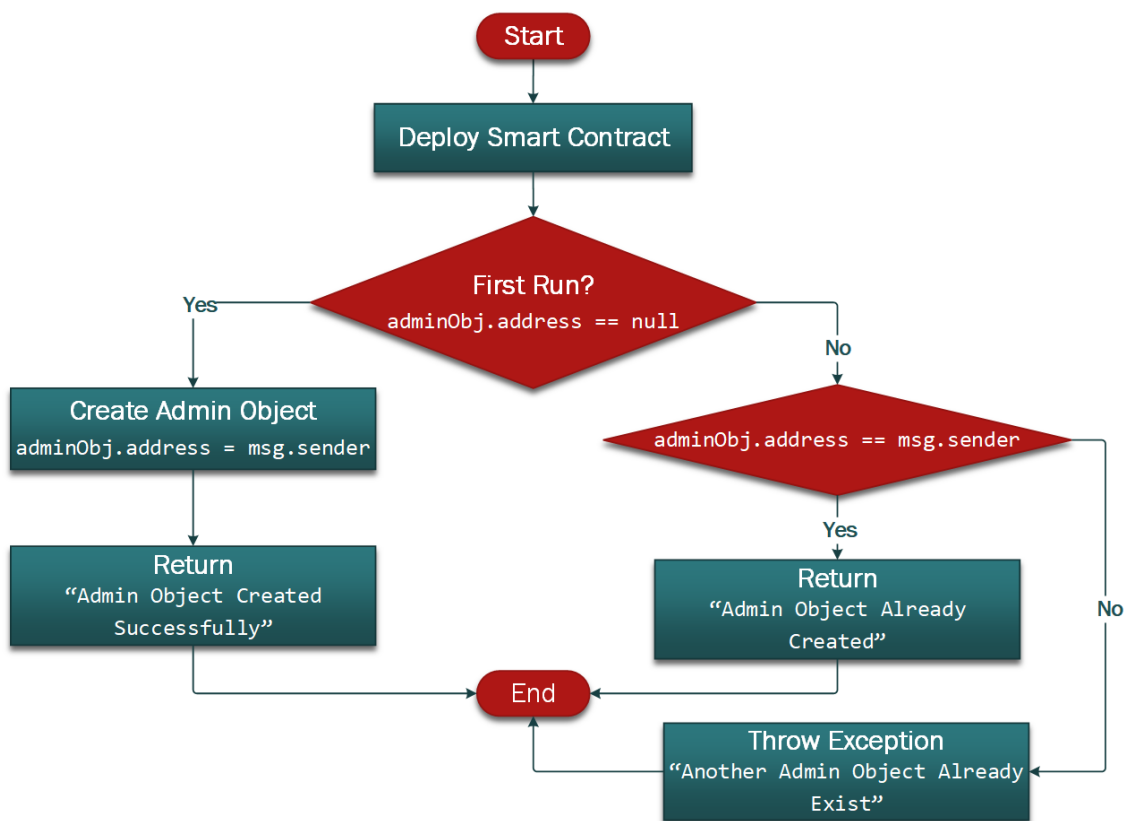 Start
Deploy Smart Contract
First Run?
adminObj.address == null
Yes
No
Create Admin Object
adminObj.address = msg.sender
adminObj.address == msg.sender
Yes
No
Return
“Admin Object Created
Successfully”
Return
“Admin Object Already
Created”
End
Throw Exception
“Another Admin Object Already
Exist”